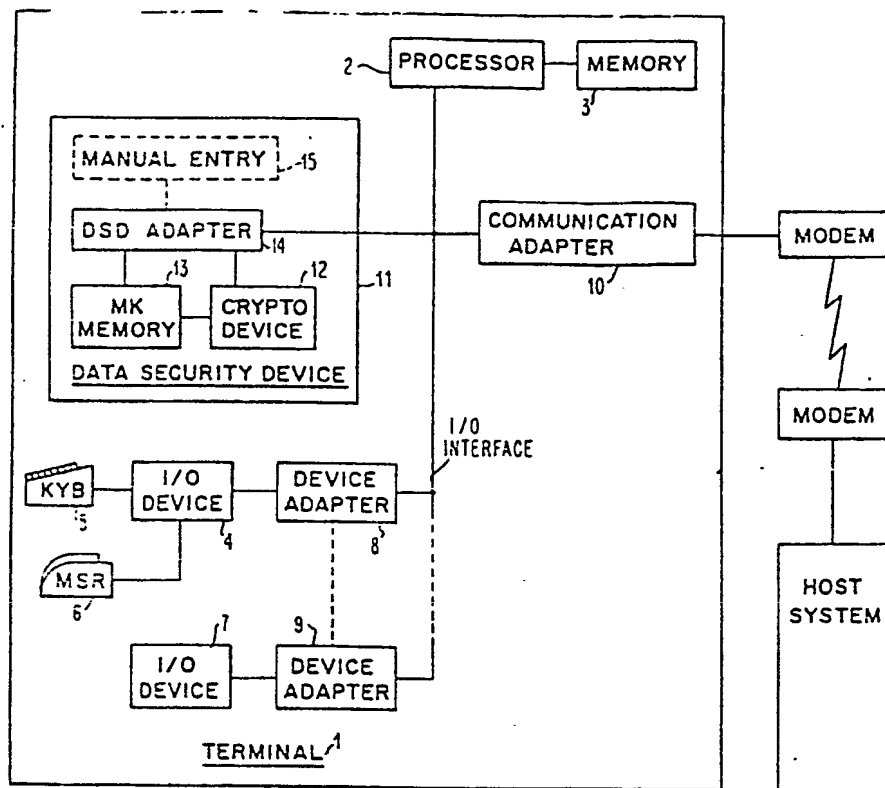 2
PROCESSOR
MEMORY
3
MANUAL ENTRY
15
DSD ADAPTER
14
13
12
11
MK
MEMORY
CRYPTO
DEVICE
DATA SECURITY DEVICE
COMMUNICATION
ADAPTER
10
MODEM
MODEM
I/O
INTERFACE
KYB
5
I/O
DEVICE
4
DEVICE
ADAPTER
8
MSR
6
7
I/O
DEVICE
9
DEVICE
ADAPTER
HOST
SYSTEM
TERMINAL
1